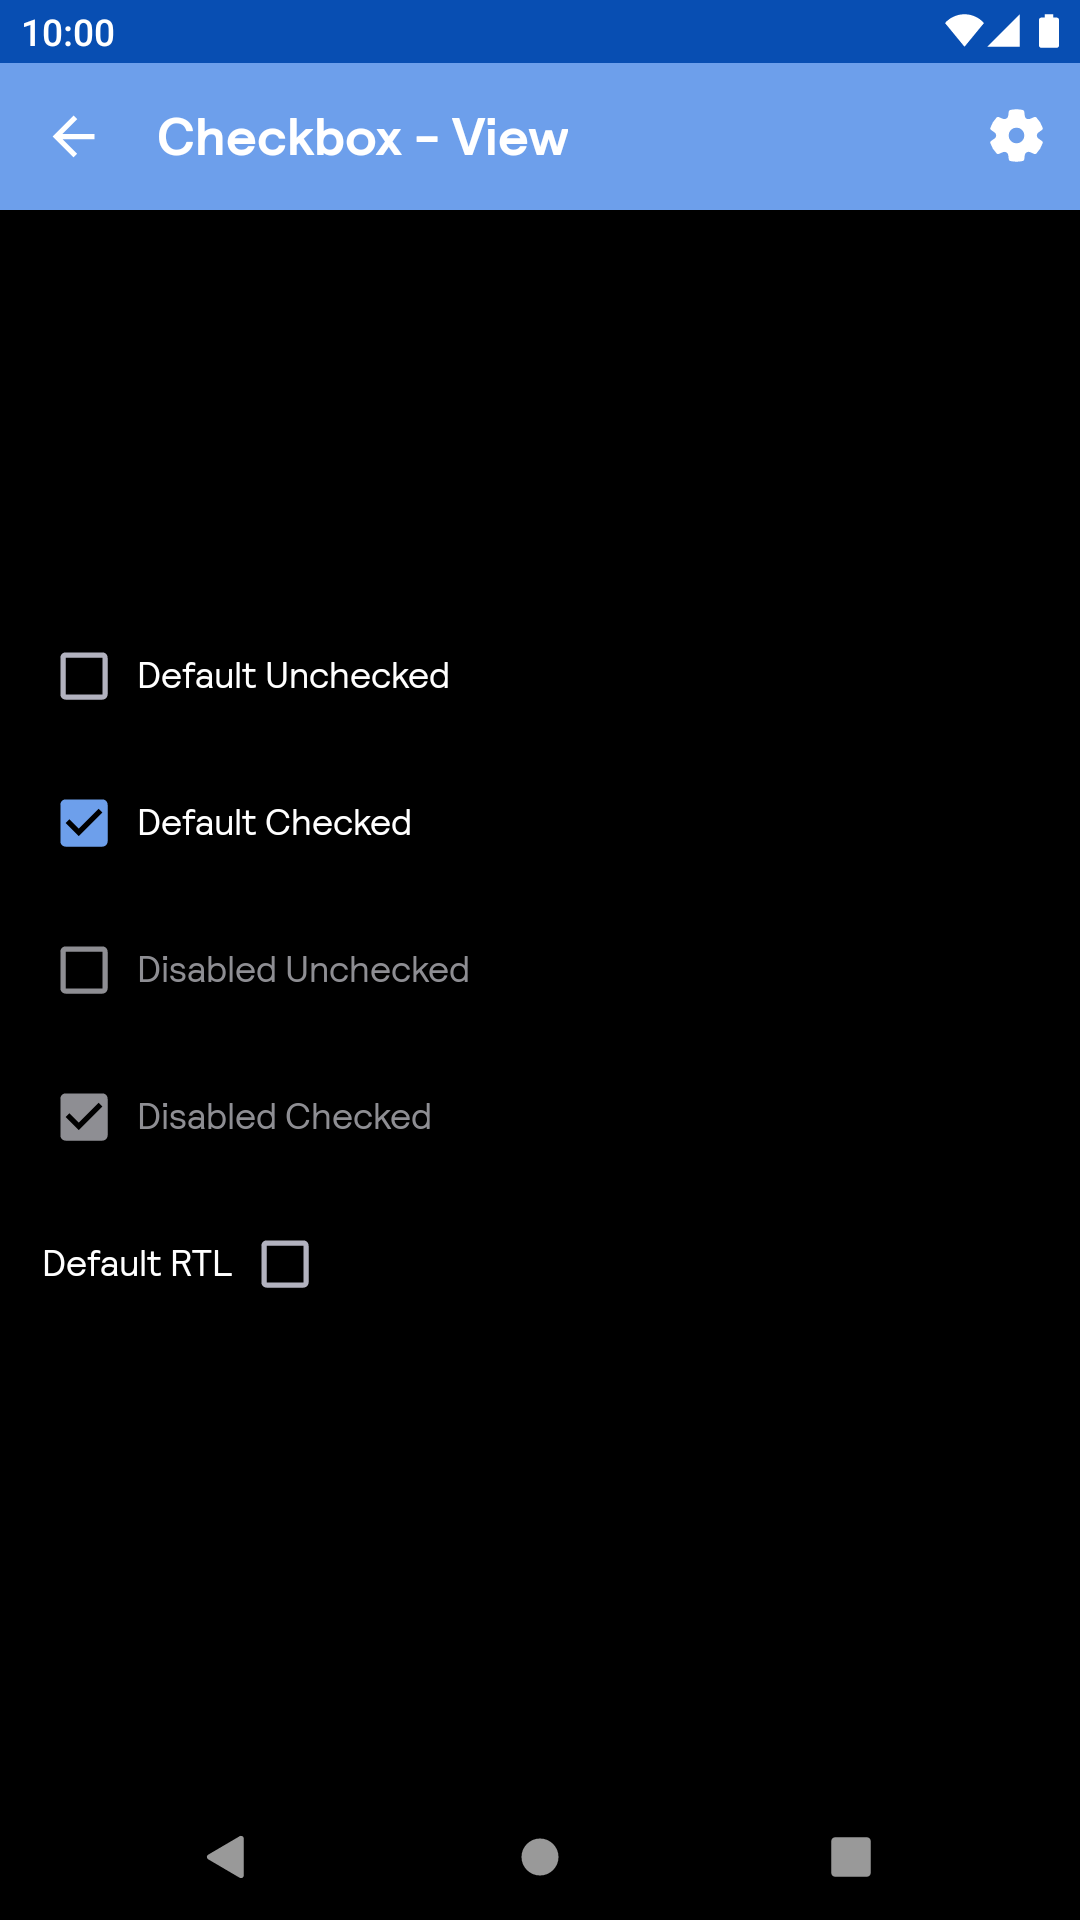 10:00
Checkbox - View
Default Unchecked
Default Checked
Disabled Unchecked
Disabled Checked
Default RTL